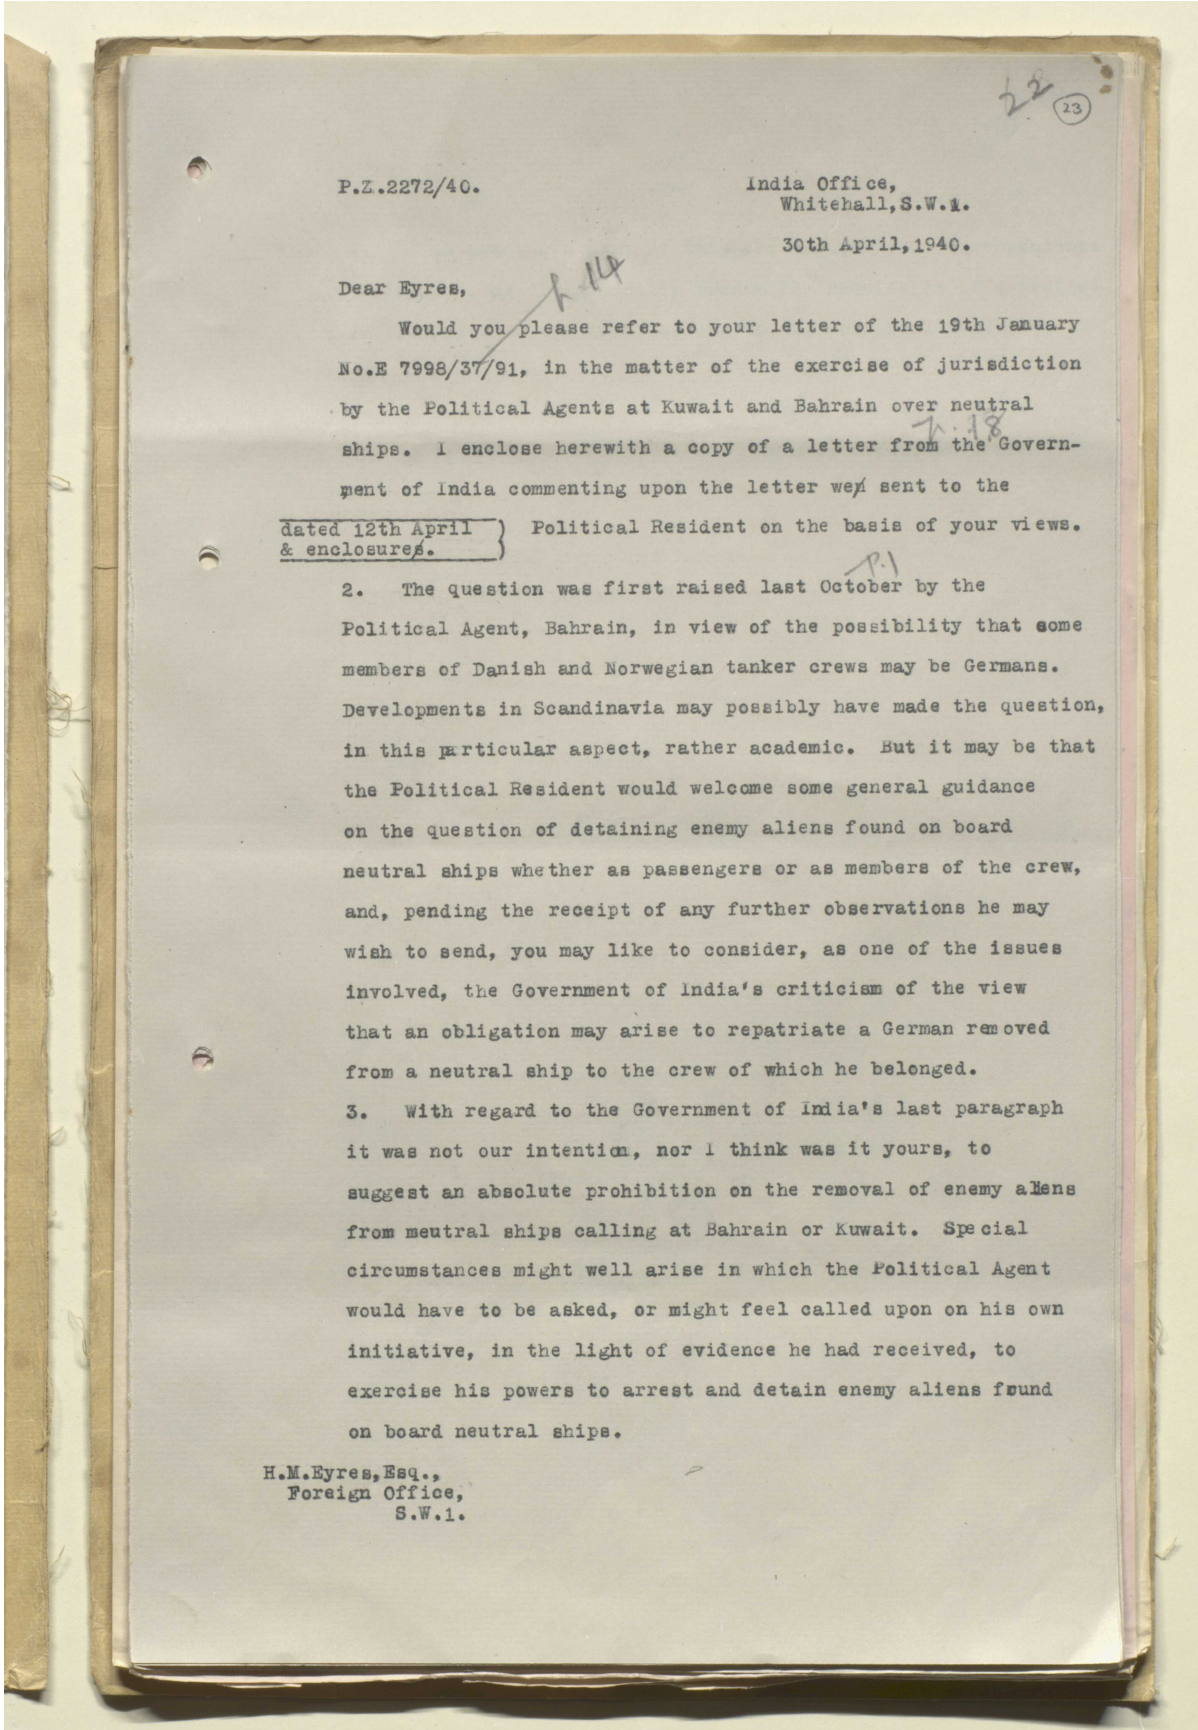 22
23
P.Z.2272/40.
India Office,
Whitehall, S.W.1.
30th April, 1940.
p. 14
Dear Eyres,
Would you please refer to your letter of the 19th January
No.E 7998/37/91, in the matter of the exercise of jurisdiction
by the Political Agents at Kuwait and Bahrain over neutral
p. 18
ships. I enclose herewith a copy of a letter from the Govern-
ment of India commenting upon the letter we sent to the
dated 12th April
& enclosure.
Political Resident on the basis of your views.
p.1
2. The question was first raised last October by the
Political Agent, Bahrain, in view of the possibility that some
members of Danish and Norwegian tanker crews may be Germans.
Developments in Scandinavia may possibly have made the question,
in this particular aspect, rather academic. But it may be that
the Political Resident would welcome some general guidance
on the question of detaining enemy aliens found on board
neutral ships whether as passengers or as members of the crew,
and, pending the receipt of any further observations he may
wish to send, you may like to consider, as one of the issues
involved, the Government of India's criticism of the view
that an obligation may arise to repatriate a German removed
from a neutral ship to the crew of which he belonged.
3. With regard to the Government of India's last paragraph
it was not our intention, nor I think was it yours, to
suggest an absolute prohibition on the removal of enemy aliens
from meutral ships calling at Bahrain or Kuwait. Special
circumstances might well arise in which the Political Agent
would have to be asked, or might feel called upon on his own
initiative, in the light of evidence he had received, to
exercise his powers to arrest and detain enemy aliens found
on board neutral ships.
H.M.Eyres, Esq.,
Foreign Office,
S.W.1.